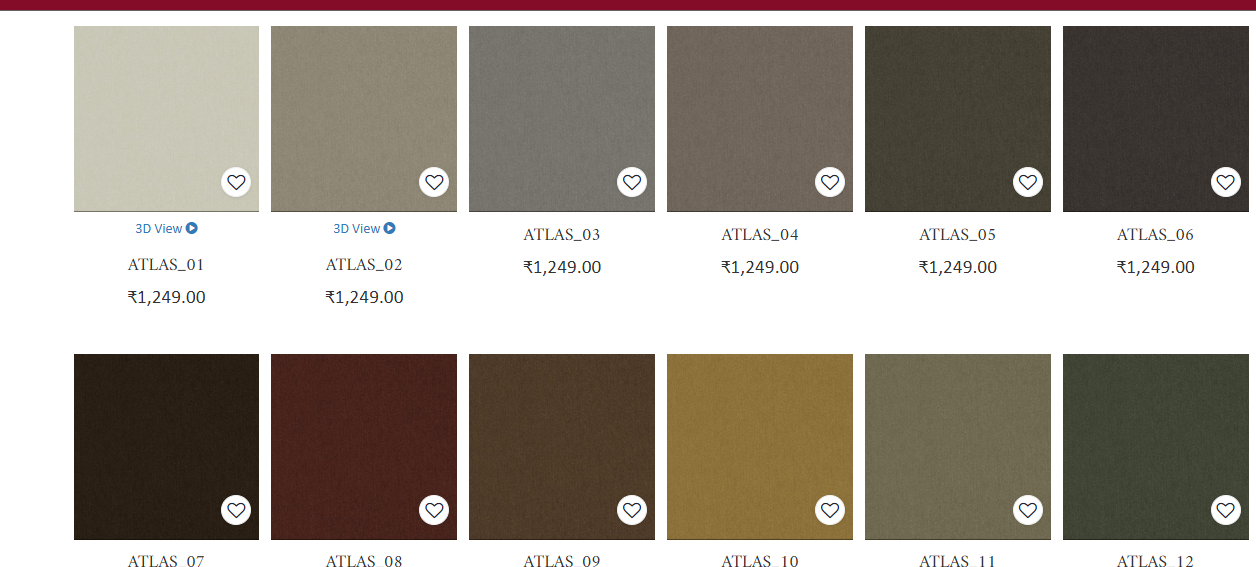 3D View 3D View
ATLAS_03 ATLAS_04 ATLAS_05 ATLAS_06
ATLAS_01 ATLAS_02
₹1,249.00 ₹1,249.00 ₹1,249.00 ₹1,249.00
₹1,249.00 ₹1,249.00
ATLAS_07 ATLAS_08 ATLAS_09 ATLAS_10 ATLAS_11 ATLAS_12